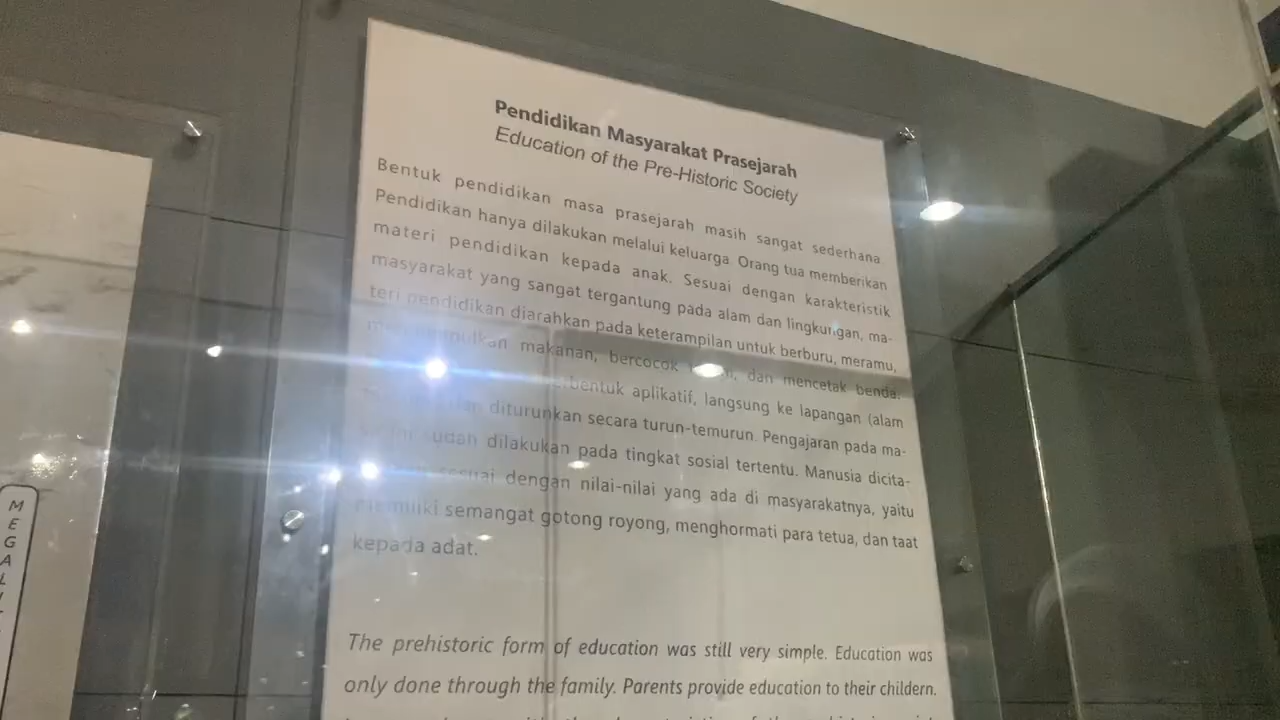 Pendidikan Masyarakat Prasejarah
Education of the Pre-Historic Society
Bentuk pendidikan masa prasejarah masih sangat sederhana.
Pendidikan hanya dilakukan melalui keluarga. Orang tua memberikan
materi pendidikan kepada anak. Sesuai dengan karakteristik
masyarakat yang sangat tergantung pada alam dan lingkungan, ma-
teri pendidikan diarahkan pada keterampilan untuk berburu, meramu,
makanan, bercocok dan mencetak benda.
berbentuk aplikatif, langsung ke lapangan (alam
diturunkan secara turun-temurun. Pengajaran pada ma-
sudah dilakukan pada tingkat sosial tertentu. Manusia dicita-
sesuai dengan nilai-nilai yang ada di masyarakatnya, yaitu
memiliki semangat gotong royong, menghormati para tetua, dan taat
kepada adat.
The prehistoric form of education was still very simple. Education was
only done through the family. Parents provide education to their childern.